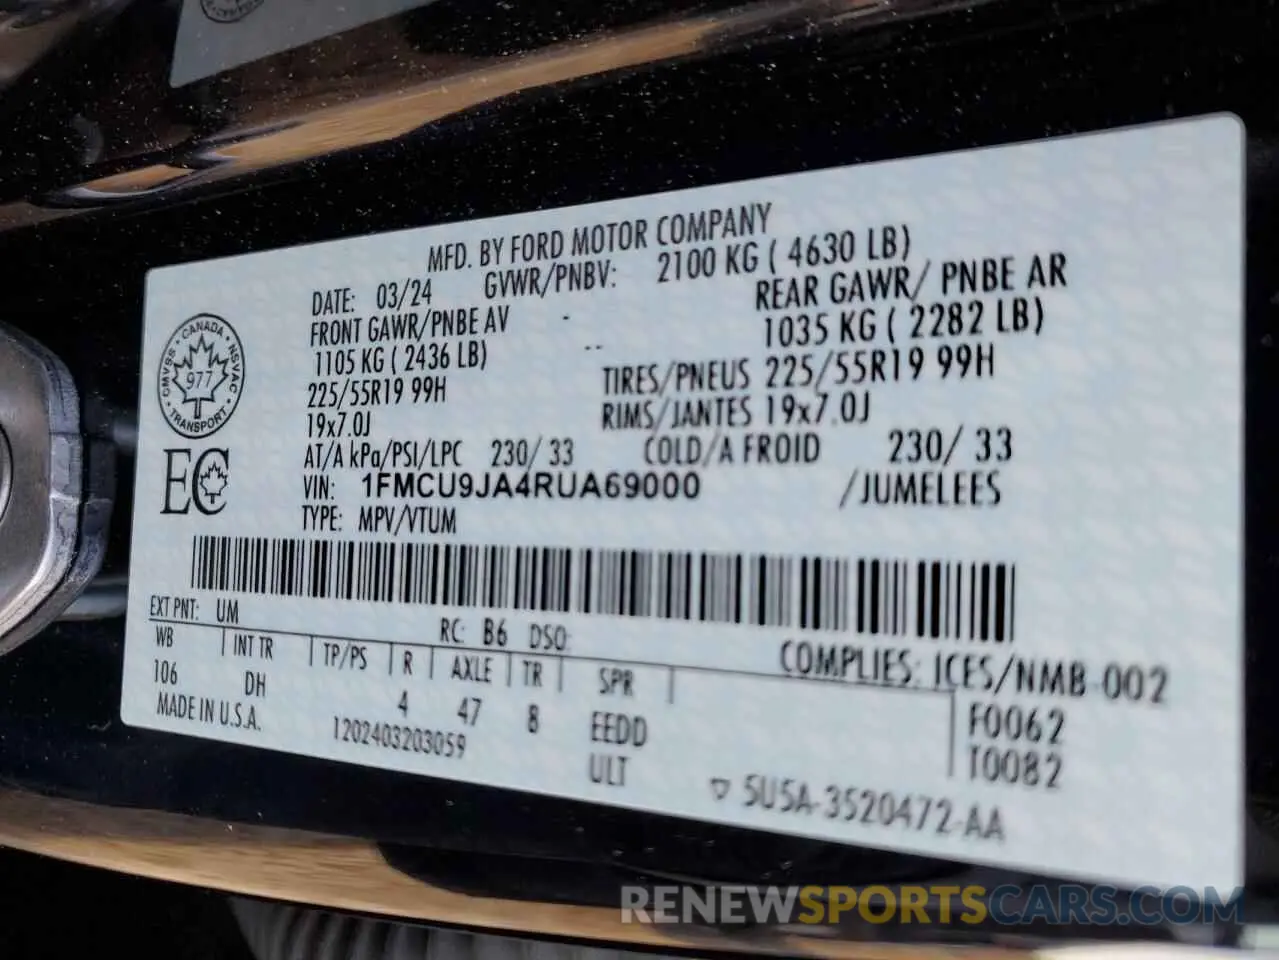 MFD. BY FORD MOTOR COMPANY
DATE: 03/24 GVWR/PNBV: 2100 KG ( 4630 LB)
FRONT GAWR/PNBE AV REAR GAWR/ PNBE AR
1105 KG ( 2436 LB) 1035 KG ( 2282 LB)
225/55R19 99H TIRES/PNEUS 225/55R19 99H
19x7.0J RIMS/JANTES 19x7.0J
AT/A kPa/PSI/LPC 230/ 33 COLD/A FROID 230/ 33
VIN: 1FMCU9JA4RUA69000 /JUMELEES
TYPE: MPV/VTUM
CANADA
CMVSS NSVAC
977
TRANSPORT
EC
EXT PNT: UM RC: B6 DSO:
WB INT TR TP/PS R AXLE TR SPR COMPLIES: ICES/NMB-002
106 DH 4 47 8 EEDD F0062
MADE IN U.S.A. 1202403203059 ULT T0082
5U5A-3520472-AA
RENEWSPORTSCARS.COM